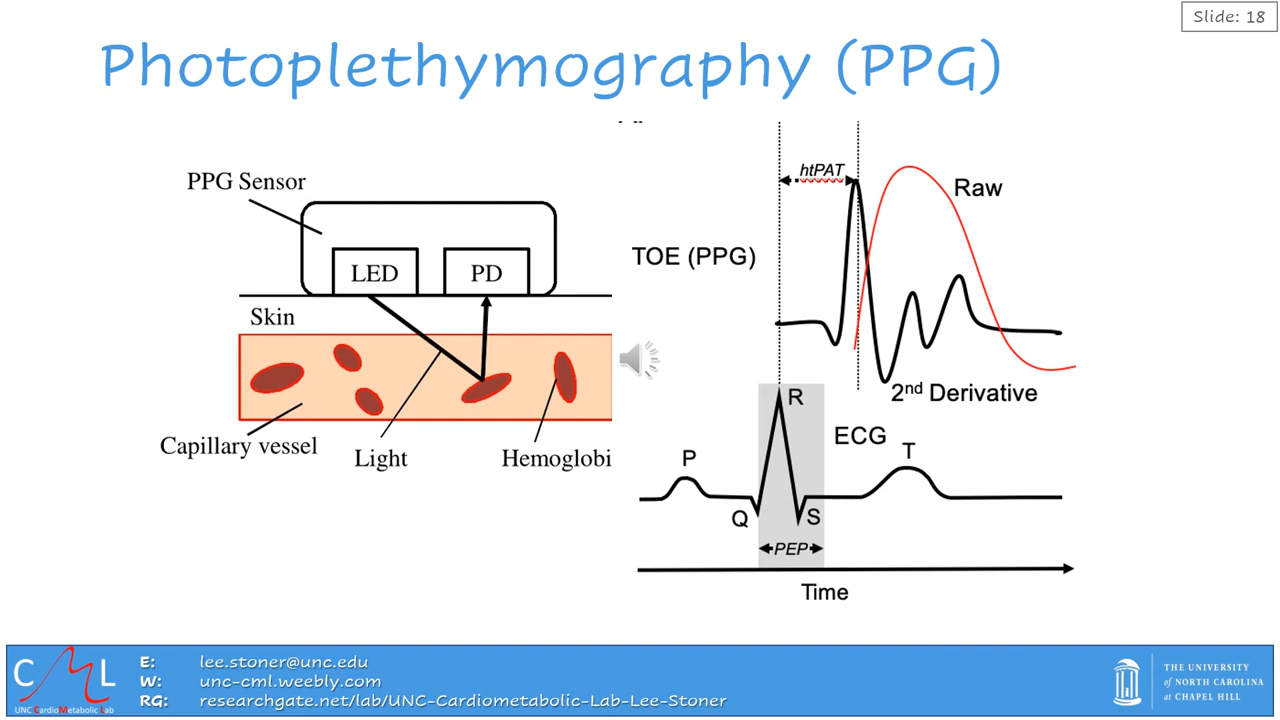 Slide: 18
Photoplethymography (PPG)
PPG Sensor
LED
PD
Skin
Capillary vessel
Light
Hemoglobi
htPAT
Raw
TOE (PPG)
2nd Derivative
R
ECG
P
T
Q
S
PEP
Time
CML
UNC CardioMetabolic Lab
E: lee.stoner@unc.edu
W: unc-cml.weebly.com
RG: researchgate.net/lab/UNC-Cardiometabolic-Lab-Lee-Stoner
THE UNIVERSITY
of NORTH CAROLINA
at CHAPEL HILL